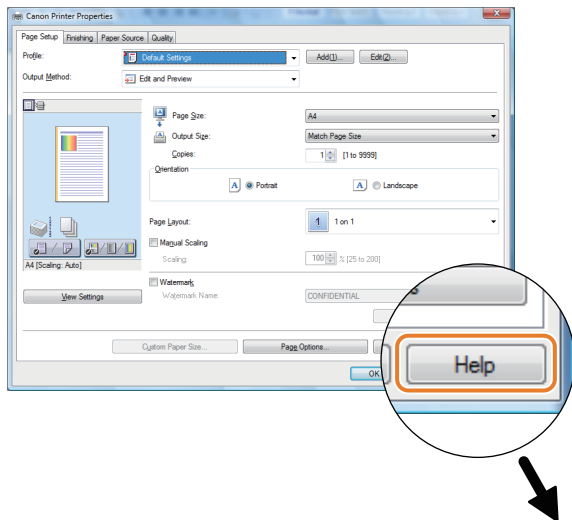 Canon Printer Properties
Page Setup Finishing Paper Source Quality
Profile: Default Settings Add(1)... Edit(2)...
Output Method: Edit and Preview
Page Size: A4
Output Size: Match Page Size
Copies: 1 [1 to 9999]
Orientation
A Portrait A Landscape
Page Layout: 1 1 on 1
Manual Scaling
Scaling: 100 % [25 to 200]
A4 [Scaling: Auto]
Watermark
Watermark Name: CONFIDENTIAL
View Settings
Custom Paper Size... Page Options...
OK
Help